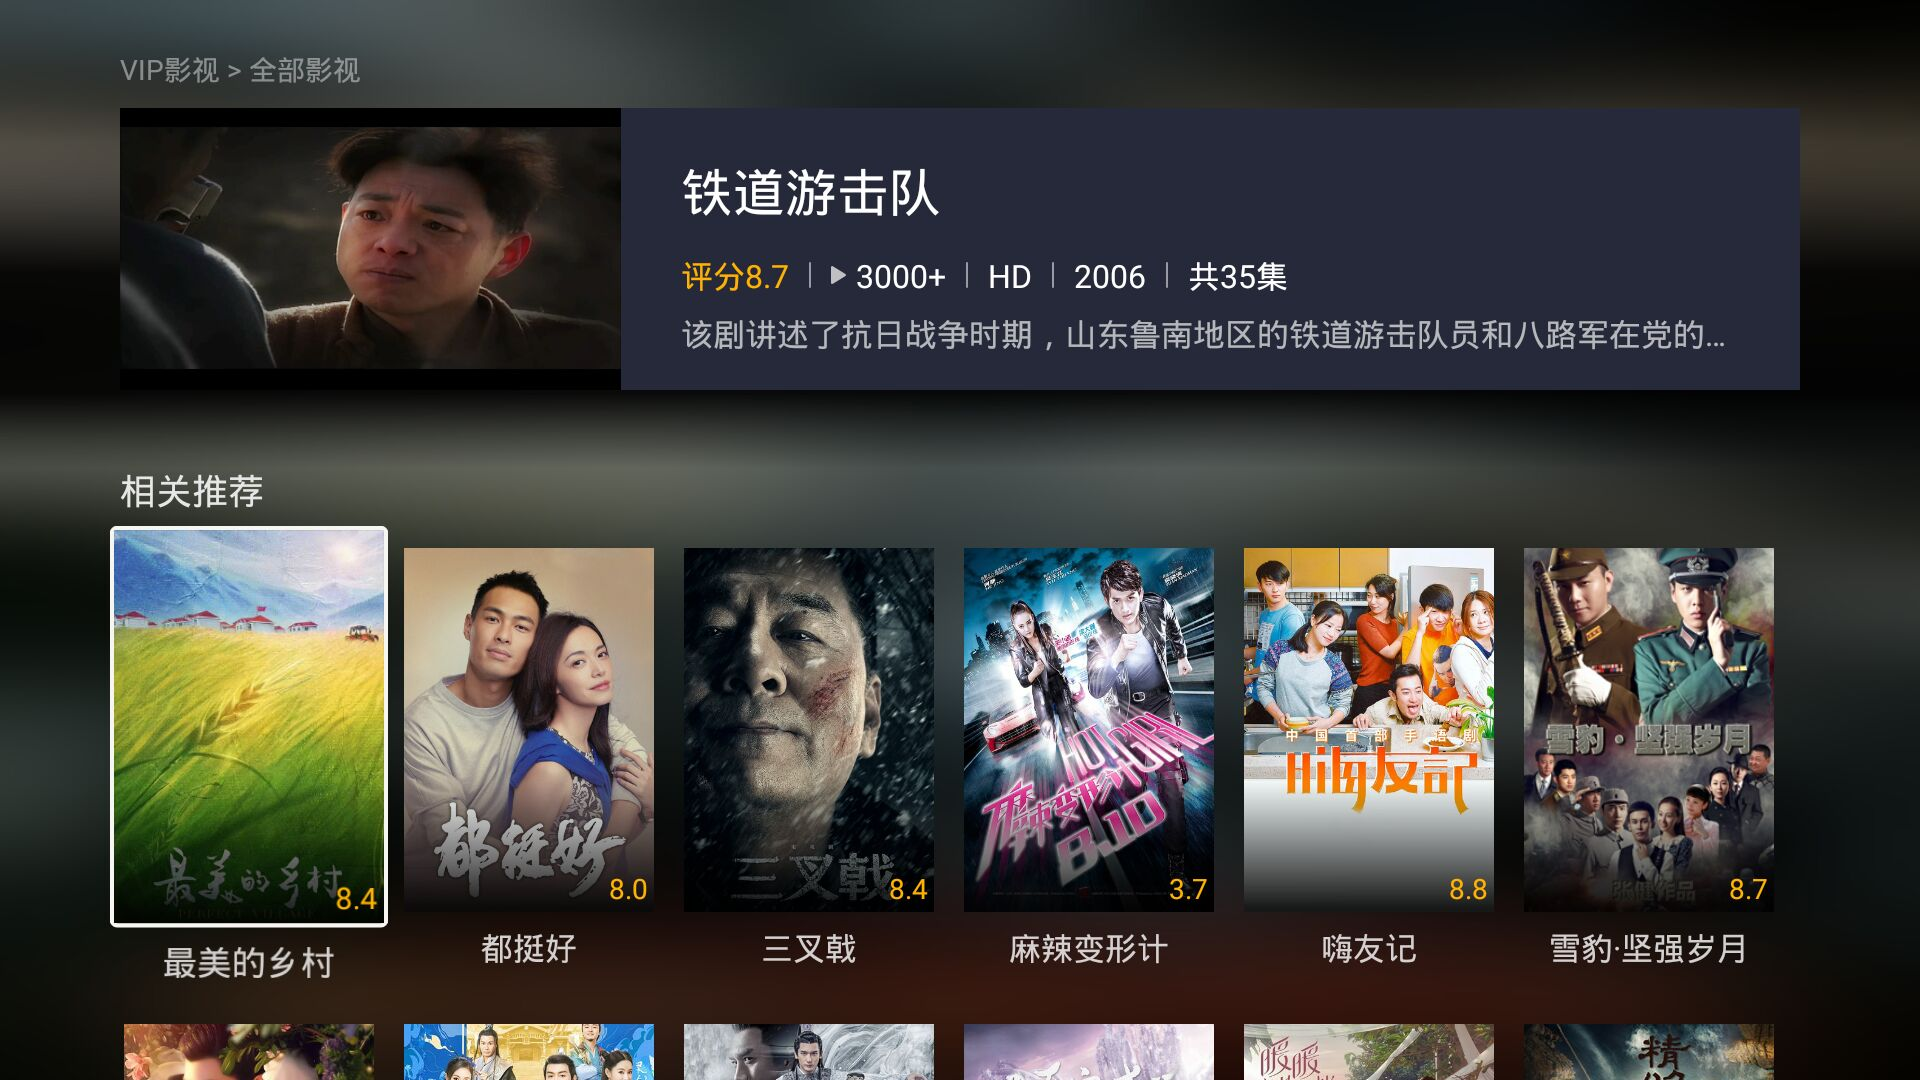 VIP影视 > 全部影视
铁道游击队
评分8.7 | ▶ 3000+ | HD | 2006 | 共35集
该剧讲述了抗日战争时期，山东鲁南地区的铁道游击队员和八路军在党的...
相关推荐
最美的乡村
PERFECT VILLAGE
8.4
都挺好
8.0
三叉戟
8.4
HOT GIRL
麻辣变形计
8.10
3.7
中国首部手语剧
嗨友記
8.8
雪豹·坚强岁月
张健作品
8.7
最美的乡村
都挺好
三叉戟
麻辣变形计
嗨友记
雪豹·坚强岁月
暖暖
精